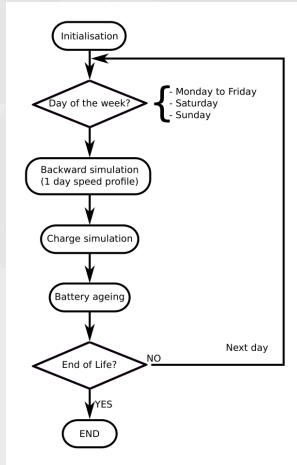 Initialisation
Day of the week?
- Monday to Friday
- Saturday
- Sunday
Backward simulation
(1 day speed profile)
Charge simulation
Battery ageing
Next day
End of Life?
NO
YES
END